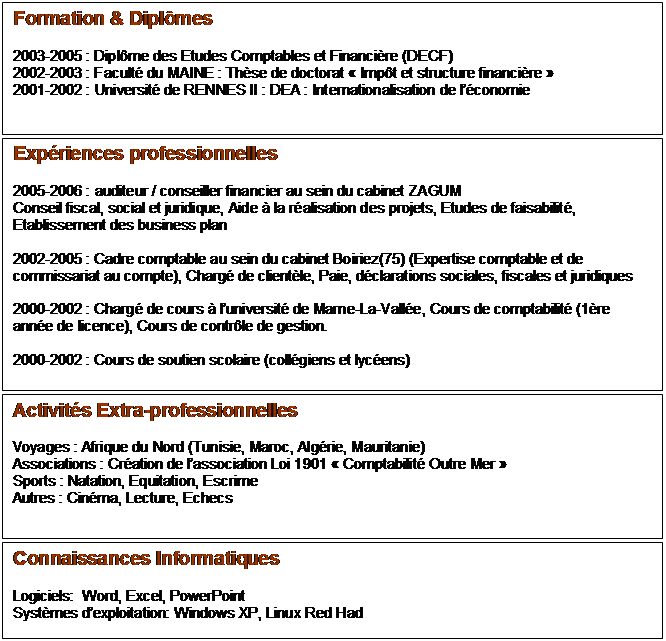 Formation & Diplômes
2003-2005 : Diplôme des Etudes Comptables et Financière (DECF)
2002-2003 : Faculté du MAINE : Thèse de doctorat « Impôt et structure financière »
2001-2002 : Université de RENNES II : DEA : Internationalisation de l'économie
Expériences professionnelles
2005-2006 : auditeur / conseiller financier au sein du cabinet ZAGUM
Conseil fiscal, social et juridique, Aide à la réalisation des projets, Etudes de faisabilité,
Etablissement des business plan
2002-2005 : Cadre comptable au sein du cabinet Boiriez(75) (Expertise comptable et de
commissariat au compte), Chargé de clientèle, Paie, déclarations sociales, fiscales et juridiques
2000-2002 : Chargé de cours à l'université de Marne-La-Vallée, Cours de comptabilité (1ère
année de licence), Cours de contrôle de gestion.
2000-2002 : Cours de soutien scolaire (collégiens et lycéens)
Activités Extra-professionnelles
Voyages : Afrique du Nord (Tunisie, Maroc, Algérie, Mauritanie)
Associations : Création de l'association Loi 1901 « Comptabilité Outre Mer »
Sports : Natation, Equitation, Escrime
Autres : Cinéma, Lecture, Echecs
Connaissances Informatiques
Logiciels:  Word, Excel, PowerPoint
Systèmes d'exploitation: Windows XP, Linux Red Had